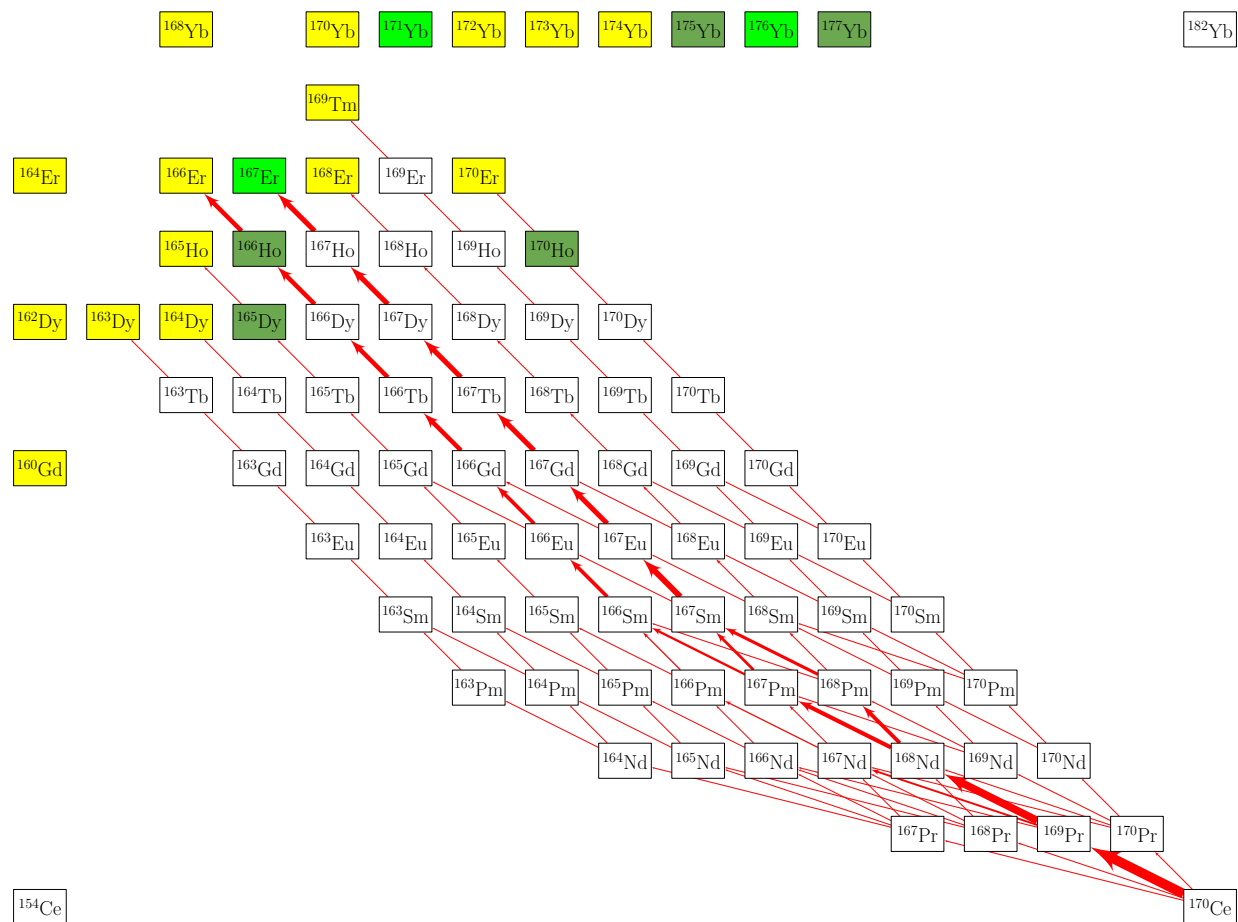 ¹⁶⁸Yb ¹⁷⁰Yb ¹⁷¹Yb ¹⁷²Yb ¹⁷³Yb ¹⁷⁴Yb ¹⁷⁵Yb ¹⁷⁶Yb ¹⁷⁷Yb ¹⁸²Yb
¹⁶⁹Tm
¹⁶⁴Er ¹⁶⁶Er ¹⁶⁷Er ¹⁶⁸Er ¹⁶⁹Er ¹⁷⁰Er
¹⁶⁵Ho ¹⁶⁶Ho ¹⁶⁷Ho ¹⁶⁸Ho ¹⁶⁹Ho ¹⁷⁰Ho
¹⁶²Dy ¹⁶³Dy ¹⁶⁴Dy ¹⁶⁵Dy ¹⁶⁶Dy ¹⁶⁷Dy ¹⁶⁸Dy ¹⁶⁹Dy ¹⁷⁰Dy
¹⁶³Tb ¹⁶⁴Tb ¹⁶⁵Tb ¹⁶⁶Tb ¹⁶⁷Tb ¹⁶⁸Tb ¹⁶⁹Tb ¹⁷⁰Tb
¹⁶⁰Gd ¹⁶³Gd ¹⁶⁴Gd ¹⁶⁵Gd ¹⁶⁶Gd ¹⁶⁷Gd ¹⁶⁸Gd ¹⁶⁹Gd ¹⁷⁰Gd
¹⁶³Eu ¹⁶⁴Eu ¹⁶⁵Eu ¹⁶⁶Eu ¹⁶⁷Eu ¹⁶⁸Eu ¹⁶⁹Eu ¹⁷⁰Eu
¹⁶³Sm ¹⁶⁴Sm ¹⁶⁵Sm ¹⁶⁶Sm ¹⁶⁷Sm ¹⁶⁸Sm ¹⁶⁹Sm ¹⁷⁰Sm
¹⁶³Pm ¹⁶⁴Pm ¹⁶⁵Pm ¹⁶⁶Pm ¹⁶⁷Pm ¹⁶⁸Pm ¹⁶⁹Pm ¹⁷⁰Pm
¹⁶⁴Nd ¹⁶⁵Nd ¹⁶⁶Nd ¹⁶⁷Nd ¹⁶⁸Nd ¹⁶⁹Nd ¹⁷⁰Nd
¹⁶⁷Pr ¹⁶⁸Pr ¹⁶⁹Pr ¹⁷⁰Pr
¹⁵⁴Ce ¹⁷⁰Ce